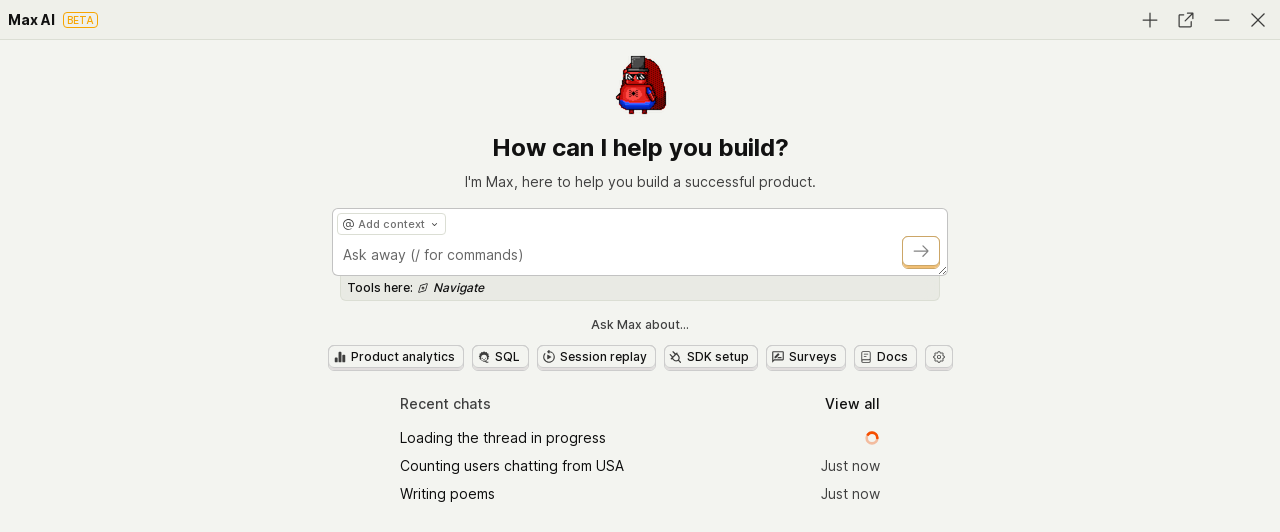 Max AI BETA
How can I help you build?
I'm Max, here to help you build a successful product.
@ Add context
Ask away (/ for commands)
Tools here: Navigate
Ask Max about...
Product analytics SQL Session replay SDK setup Surveys Docs
Recent chats View all
Loading the thread in progress
Counting users chatting from USA Just now
Writing poems Just now